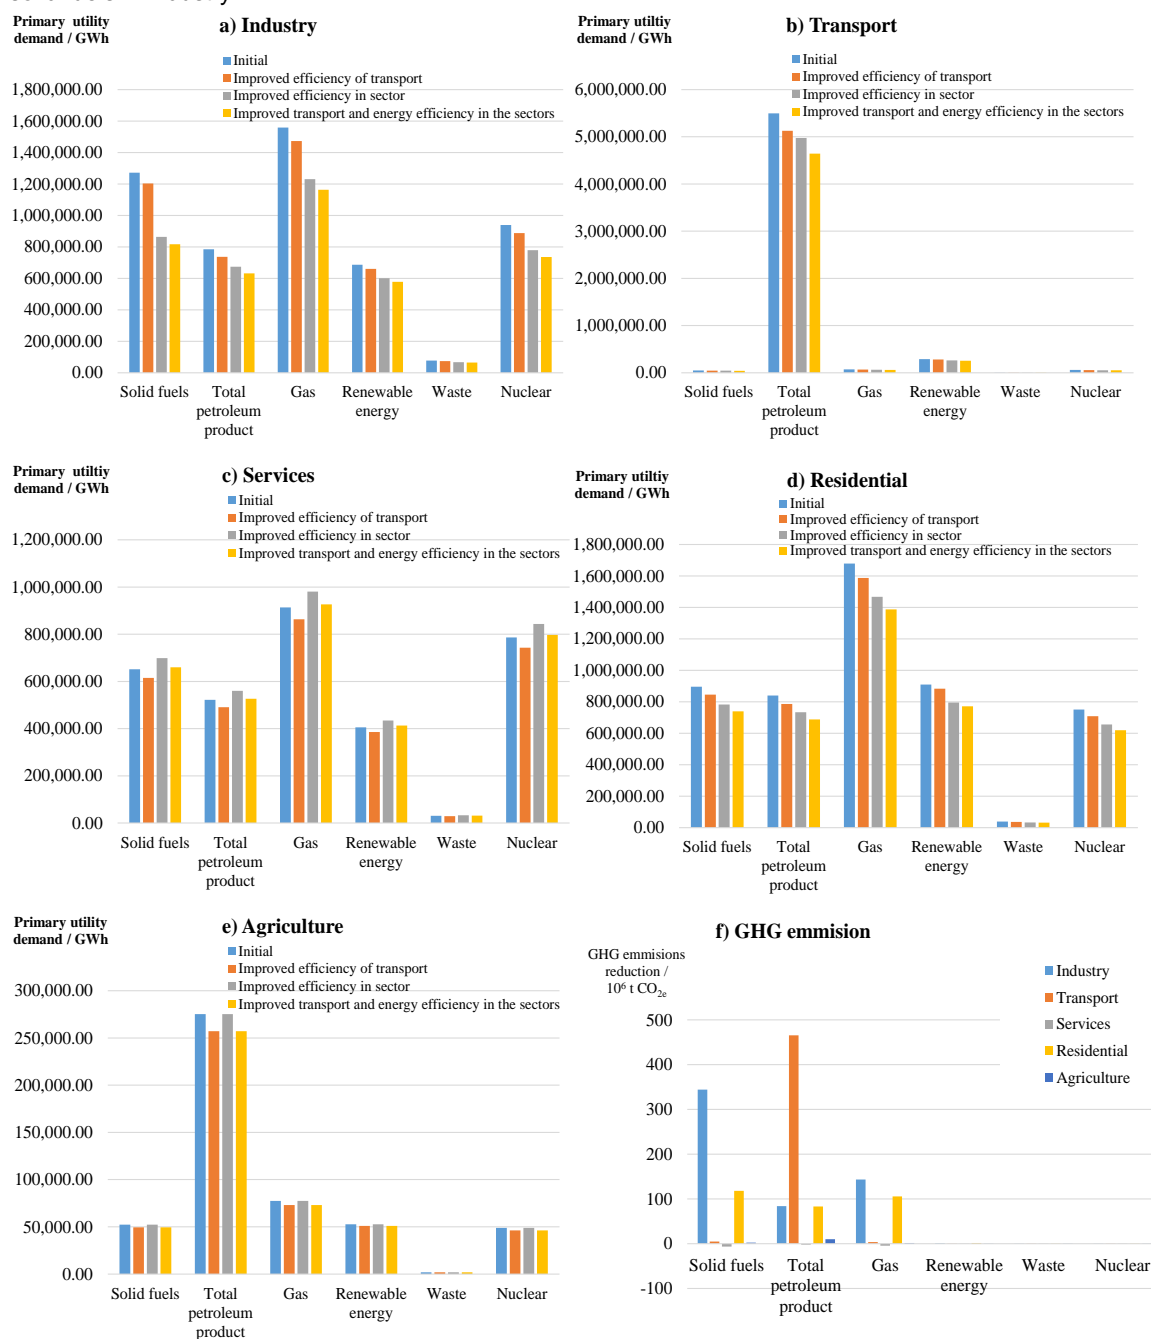 Primary utility
demand / GWh
a) Industry
Initial
Improved efficiency of transport
Improved efficiency in sector
Improved transport and energy efficiency in the sectors
1,800,000.00
1,600,000.00
1,400,000.00
1,200,000.00
1,000,000.00
800,000.00
600,000.00
400,000.00
200,000.00
0.00
Solid fuels
Total
petroleum
product
Gas
Renewable
energy
Waste
Nuclear
Primary utiltiy
demand / GWh
b) Transport
Initial
Improved efficiency of transport
Improved efficiency in sector
Improved transport and energy efficiency in the sectors
6,000,000.00
5,000,000.00
4,000,000.00
3,000,000.00
2,000,000.00
1,000,000.00
0.00
Solid fuels
Total
petroleum
product
Gas
Renewable
energy
Waste
Nuclear
Primary utiltiy
demand / GWh
c) Services
Initial
Improved efficiency of transport
Improved efficiency in sector
Improved transport and energy efficiency in the sectors
1,200,000.00
1,000,000.00
800,000.00
600,000.00
400,000.00
200,000.00
0.00
Solid fuels
Total
petroleum
product
Gas
Renewable
energy
Waste
Nuclear
Primary utiltiy
demand / GWh
d) Residential
Initial
Improved efficiency of transport
Improved efficiency in sector
Improved transport and energy efficiency in the sectors
1,800,000.00
1,600,000.00
1,400,000.00
1,200,000.00
1,000,000.00
800,000.00
600,000.00
400,000.00
200,000.00
0.00
Solid fuels
Total
petroleum
product
Gas
Renewable
energy
Waste
Nuclear
Primary utility
demand / GWh
e) Agriculture
Initial
Improved efficiency of transport
Improved efficiency in sector
Improved transport and energy efficiency in the sectors
300,000.00
250,000.00
200,000.00
150,000.00
100,000.00
50,000.00
0.00
Solid fuels
Total
petroleum
product
Gas
Renewable
energy
Waste
Nuclear
f) GHG emmision
GHG emmisions
reduction /
10⁶ t CO₂ₑ
Industry
Transport
Services
Residential
Agriculture
500
400
300
200
100
0
-100
Solid fuels
Total
petroleum
product
Gas
Renewable
energy
Waste
Nuclear